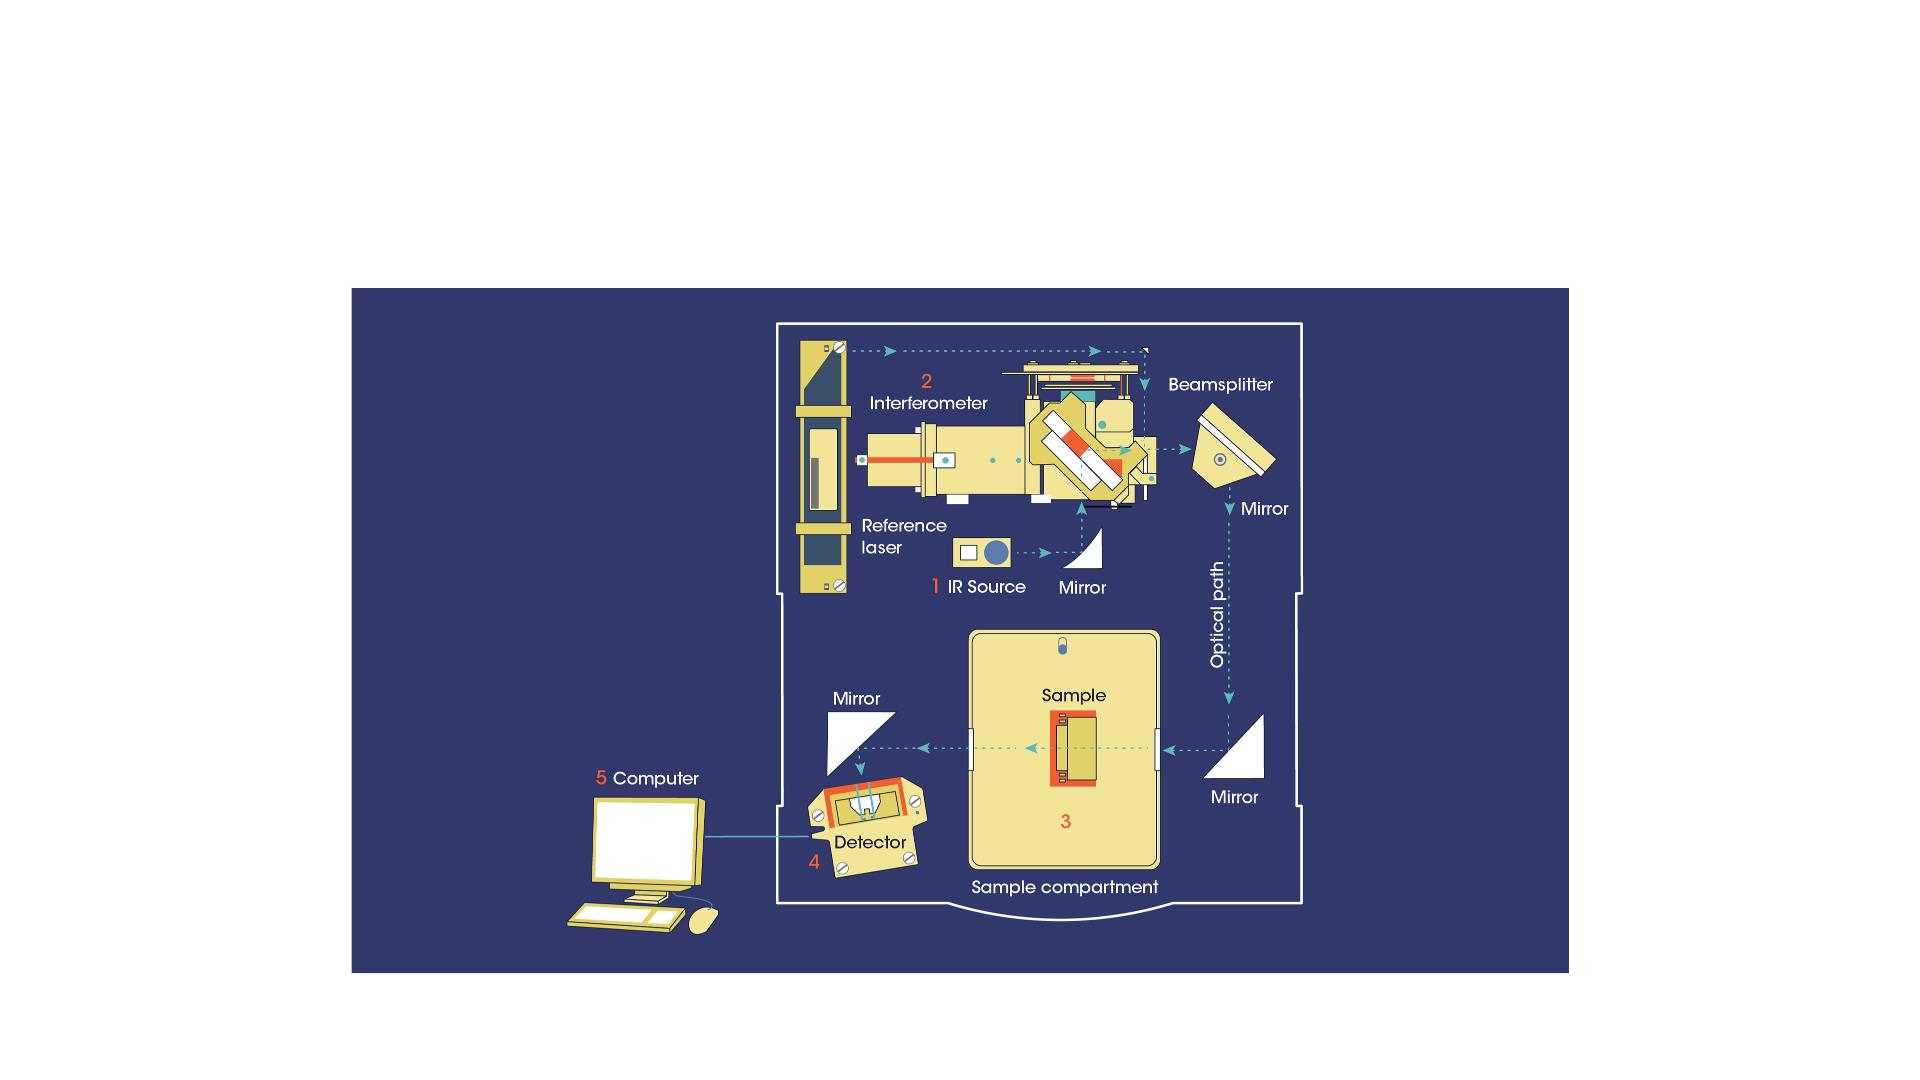 2
Interferometer
Beamsplitter
Mirror
Reference
laser
1 IR Source
Mirror
Optical path
Mirror
Sample
3
Mirror
5 Computer
Detector
4
Sample compartment